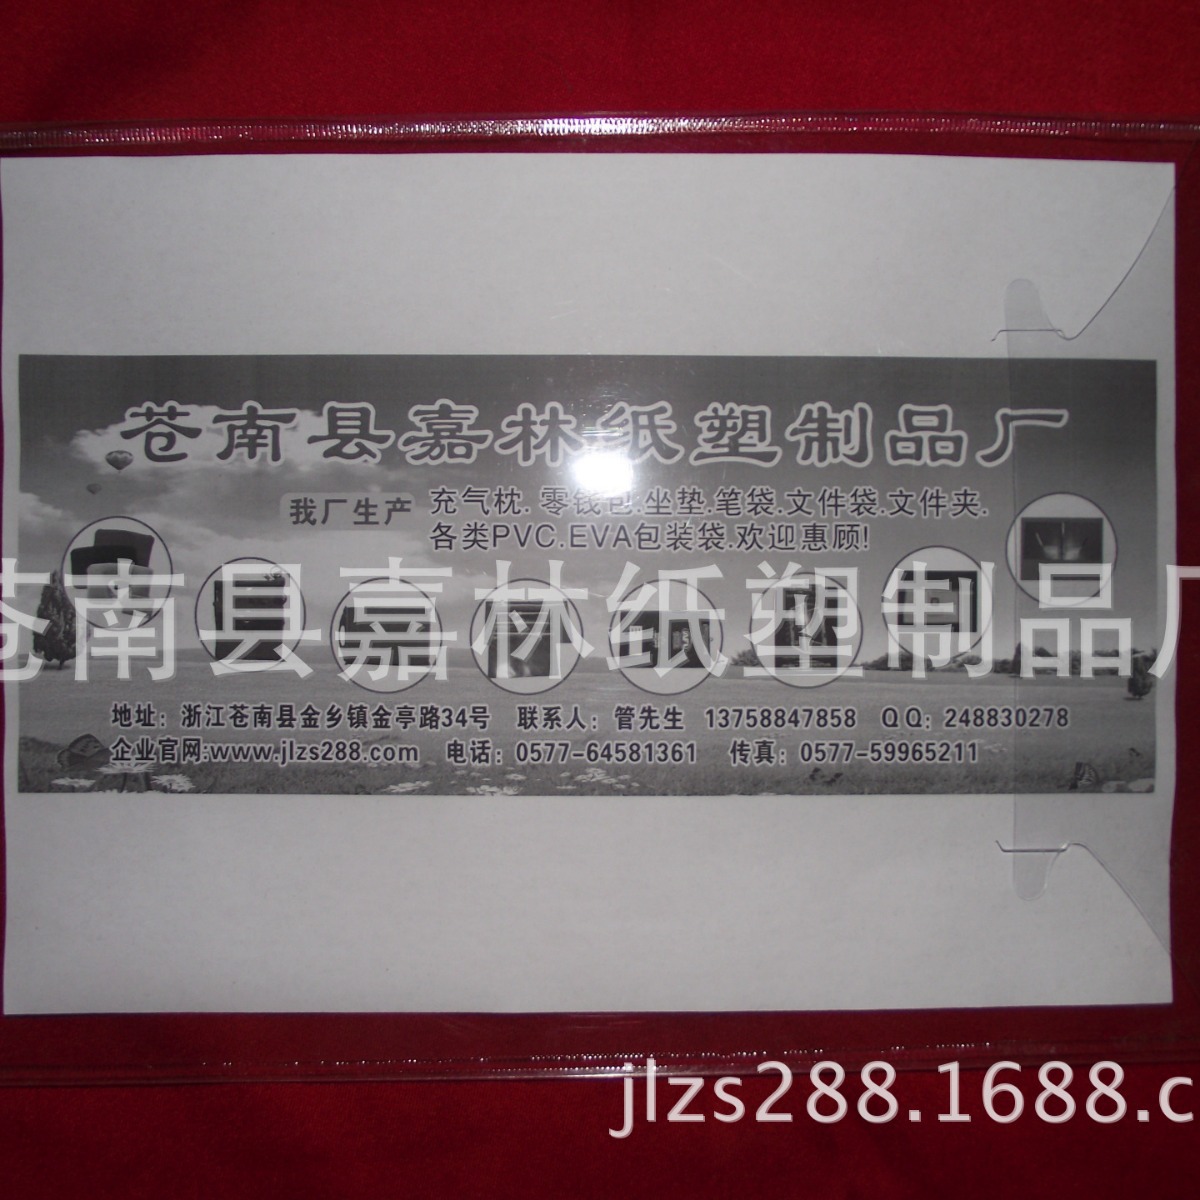 苍南县嘉林纸塑制品厂
我厂生产
充气枕.零钱包.坐垫.笔袋.文件袋.文件夹.
各类PVC.EVA包装袋.欢迎惠顾!
苍南县嘉林纸塑制品厂
地址：浙江苍南县金乡镇金亭路34号 联系人：管先生 13758847858 QQ：248830278
企业官网:www.jlzs288.com 电话：0577-64581361 传真：0577-59965211
jlzs288.1688.c